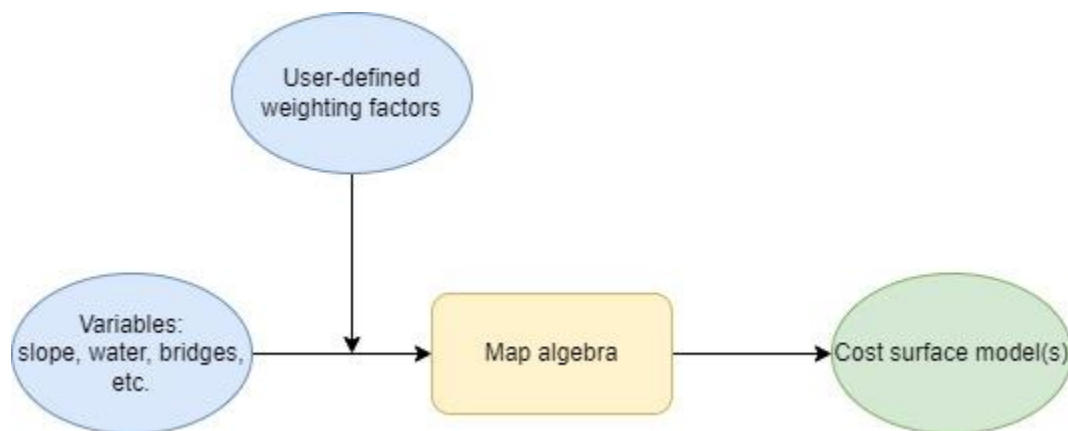 User-defined
weighting factors
Variables:
slope, water, bridges,
etc.
Map algebra
Cost surface model(s)